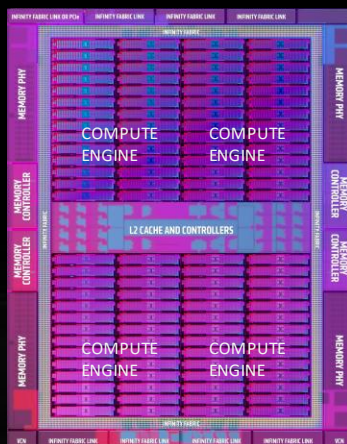 INFINITY FABRIC LINK OR PCIe INFINITY FABRIC LINK INFINITY FABRIC LINK INFINITY FABRIC LINK
INFINITY FABRIC
MEMORY PHY
MEMORY PHY
COMPUTE ENGINE
COMPUTE ENGINE
MEMORY CONTROLLER
MEMORY CONTROLLER
INFINITY FABRIC
L2 CACHE AND CONTROLLERS
INFINITY FABRIC
MEMORY CONTROLLER
MEMORY CONTROLLER
MEMORY PHY
COMPUTE ENGINE
COMPUTE ENGINE
MEMORY PHY
INFINITY FABRIC
VCN INFINITY FABRIC LINK INFINITY FABRIC LINK INFINITY FABRIC LINK VCN